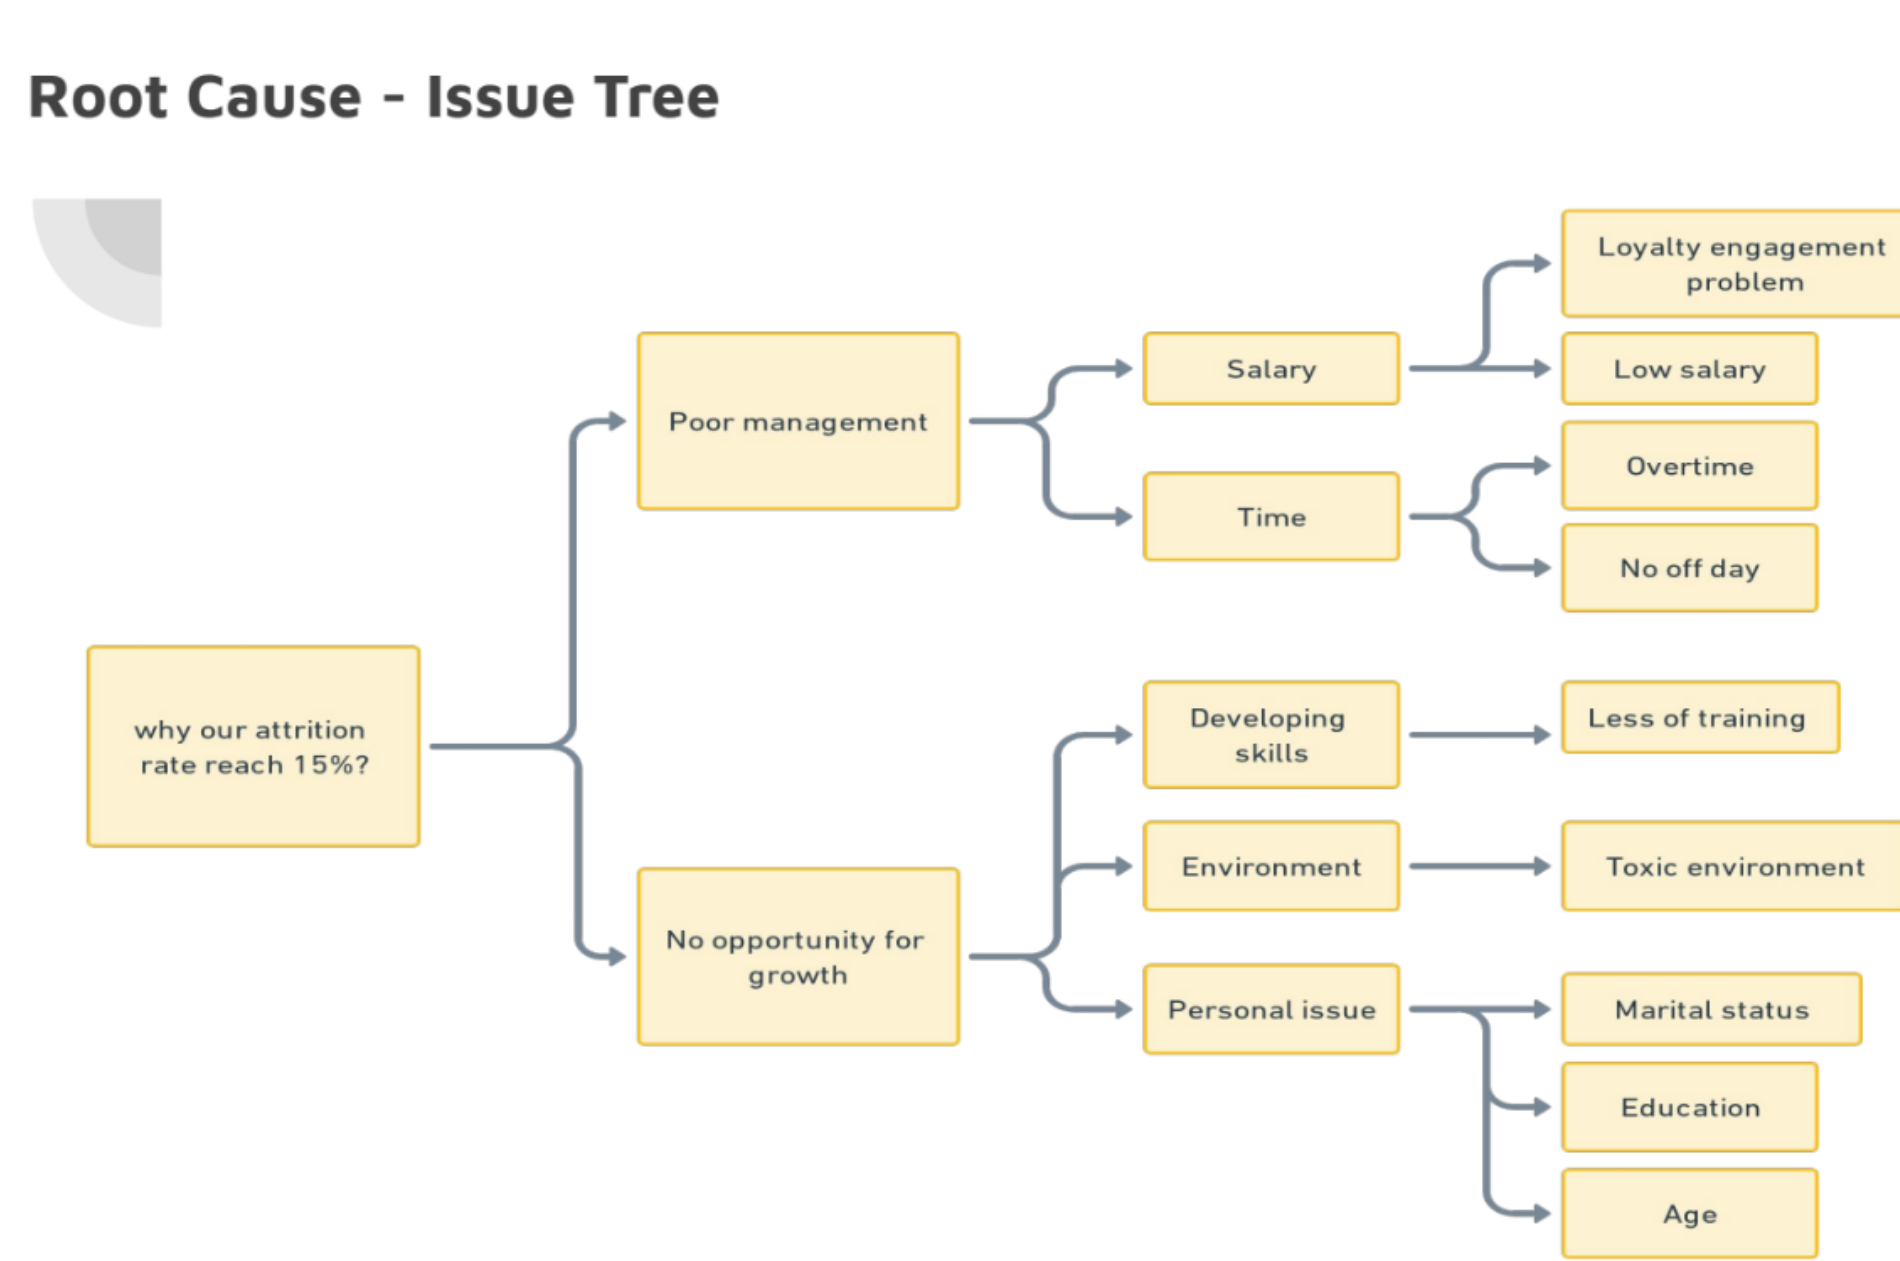 Root Cause - Issue Tree
Loyalty engagement
problem
Poor management
Salary
Low salary
Time
Overtime
No off day
why our attrition
rate reach 15%?
Developing
skills
Less of training
Environment
Toxic environment
No opportunity for
growth
Personal issue
Marital status
Education
Age